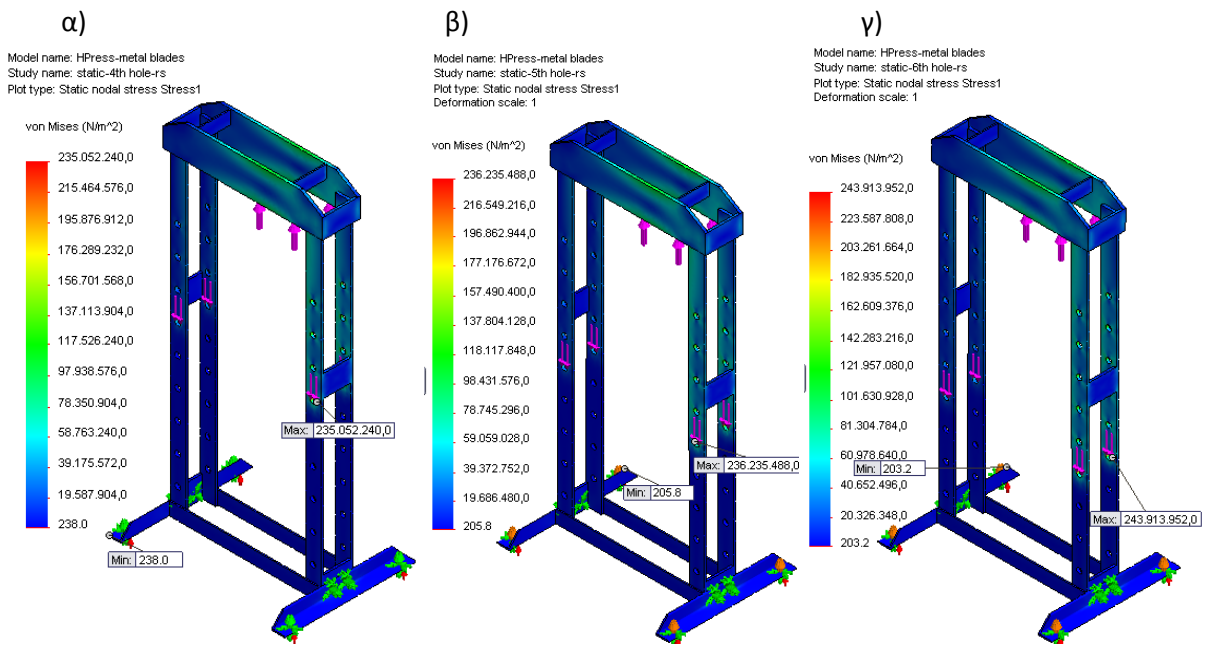 α)
Model name: HPress-metal blades
Study name: static-4th hole-rs
Plot type: Static nodal stress Stress1
von Mises (N/m^2)
235.052.240,0
215.464.576,0
195.876.912,0
176.289.232,0
156.701.568,0
137.113.904,0
117.526.240,0
97.938.576,0
78.350.904,0
58.763.240,0
39.175.572,0
19.587.904,0
238.0
Max: 235.052.240,0
Min: 238.0
β)
Model name: HPress-metal blades
Study name: static-5th hole-rs
Plot type: Static nodal stress Stress1
Deformation scale: 1
von Mises (N/m^2)
236.235.488,0
216.549.216,0
196.862.944,0
177.176.672,0
157.490.400,0
137.804.128,0
118.117.848,0
98.431.576,0
78.745.296,0
59.059.028,0
39.372.752,0
19.686.480,0
205.8
Max: 236.235.488,0
Min: 205.8
γ)
Model name: HPress-metal blades
Study name: static-6th hole-rs
Plot type: Static nodal stress Stress1
Deformation scale: 1
von Mises (N/m^2)
243.913.952,0
223.587.808,0
203.261.664,0
182.935.520,0
162.609.376,0
142.283.216,0
121.957.080,0
101.630.928,0
81.304.784,0
60.978.640,0
40.652.496,0
20.326.348,0
203.2
Min: 203.2
Max: 243.913.952,0